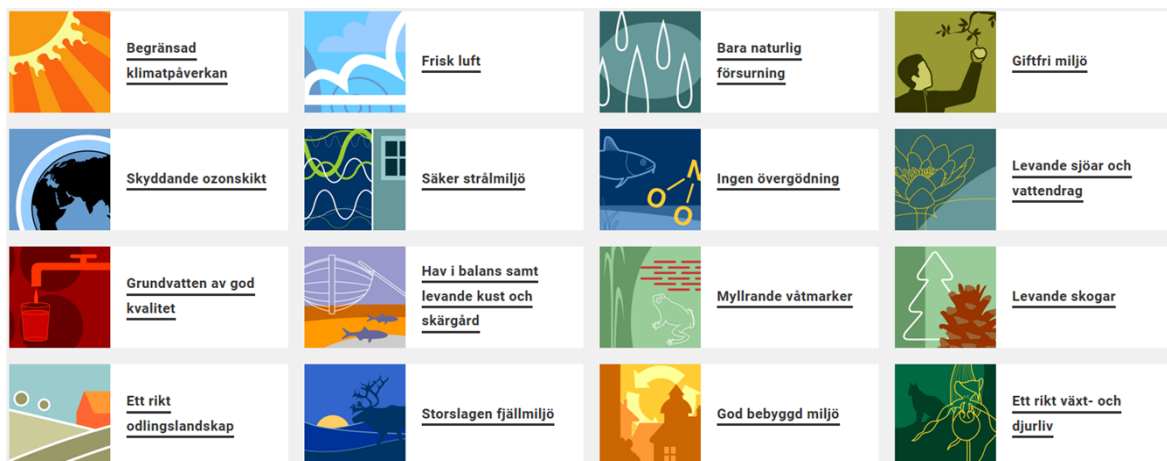 Begränsad
klimatpåverkan
Frisk luft
Bara naturlig
försurning
Giftfri miljö
Skyddande ozonskikt
Säker strålmiljö
Ingen övergödning
O
N
O
Levande sjöar och
vattendrag
Grundvatten av god
kvalitet
Hav i balans samt
levande kust och
skärgård
Myllrande våtmarker
Levande skogar
Ett rikt
odlingslandskap
Storslagen fjällmiljö
God bebyggd miljö
Ett rikt växt- och
djurliv